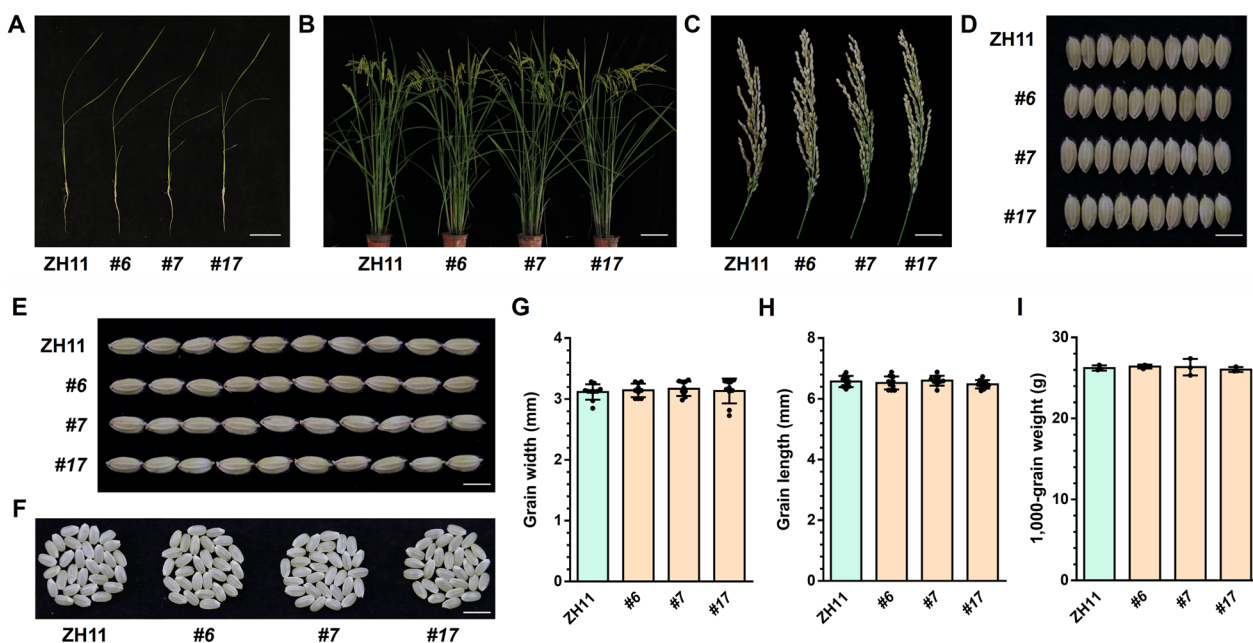 A
ZH11 #6 #7 #17
B
ZH11 #6 #7 #17
C
ZH11 #6 #7 #17
D
ZH11
#6
#7
#17
E
ZH11
#6
#7
#17
F
ZH11 #6 #7 #17
G
Grain width (mm)
4
3
2
1
0
ZH11 #6 #7 #17
H
Grain length (mm)
8
6
4
2
0
ZH11 #6 #7 #17
I
1,000-grain weight (g)
30
20
10
0
ZH11 #6 #7 #17